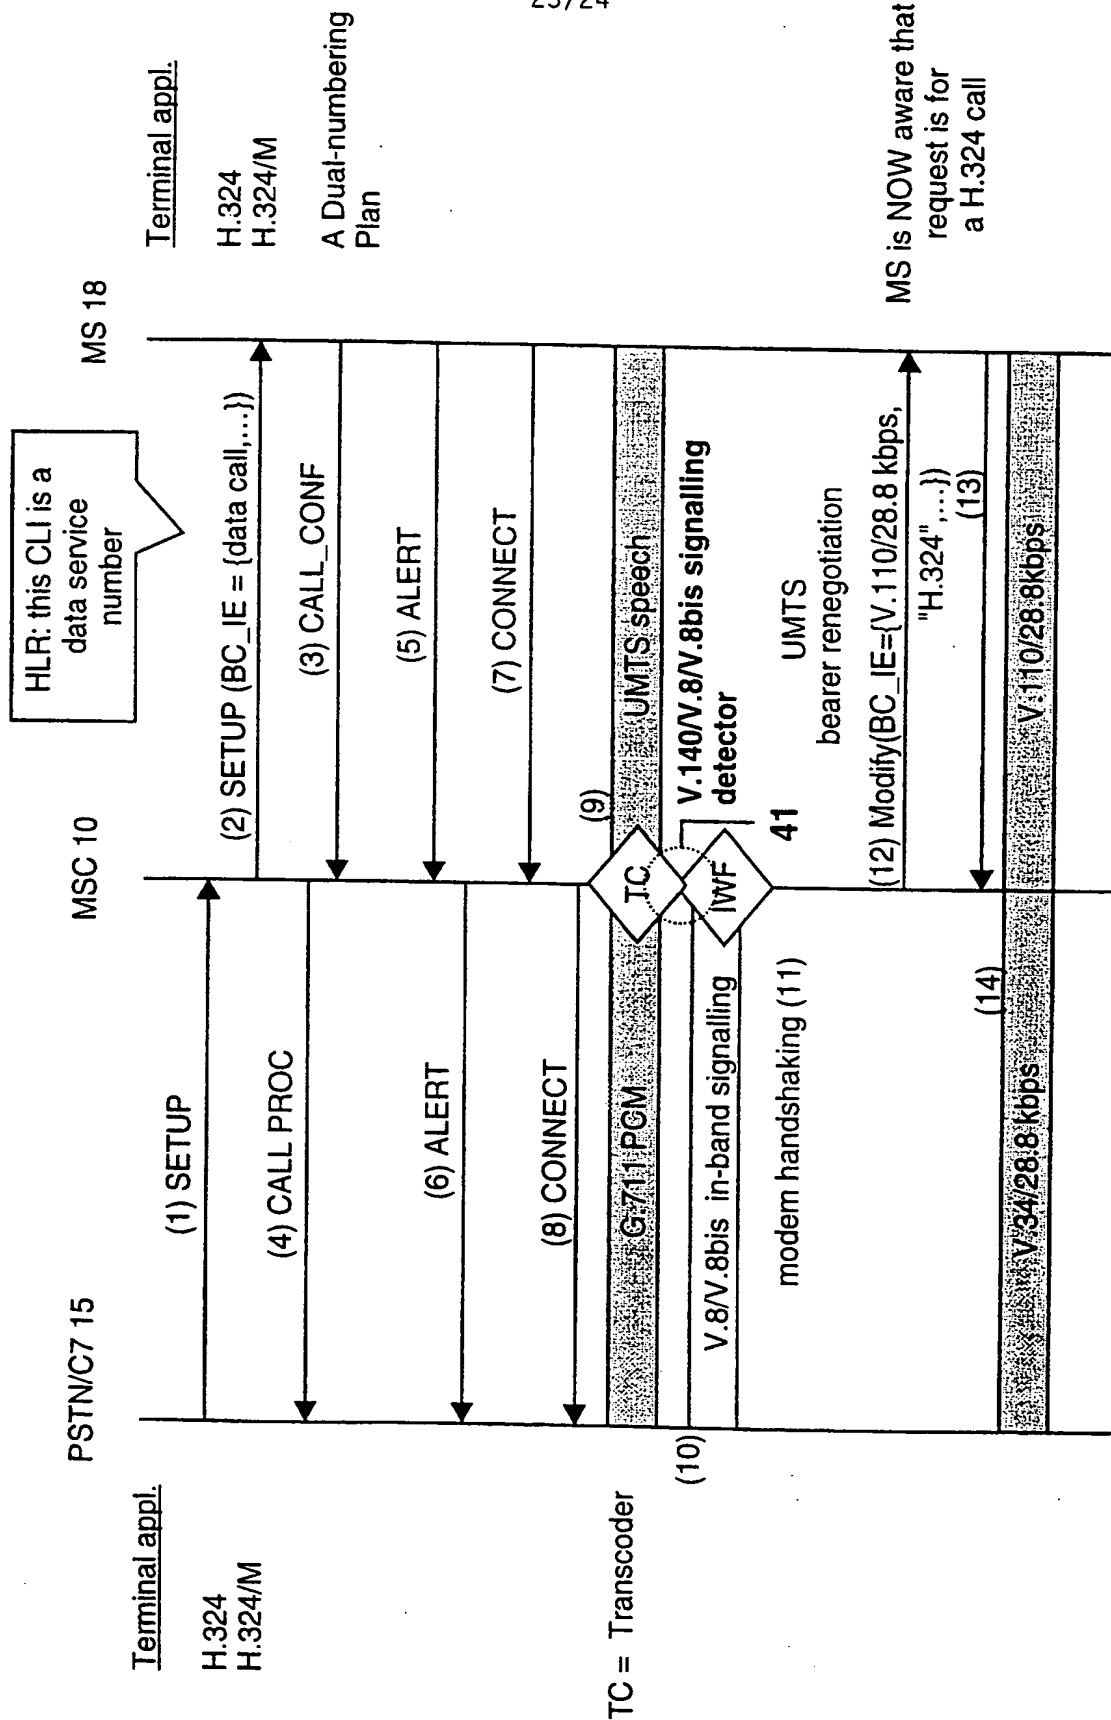 23/24
Terminal appl.
H.324
H.324/M
PSTN/C7 15
MSC 10
HLR: this CLI is a
data service
number
MS 18
Terminal appl.
H.324
H.324/M
A Dual-numbering
Plan
(1) SETUP
(2) SETUP (BC_IE = {data call,...})
(3) CALL_CONF
(4) CALL PROC
(5) ALERT
(6) ALERT
(7) CONNECT
(8) CONNECT
(9)
G.711 PCM
TC
UMTS speech
TC = Transcoder
(10)
V.8/V.8bis in-band signalling
IWF
V.140/V.8/V.8bis signalling
detector
41
modem handshaking (11)
UMTS
bearer renegotiation
(12) Modify(BC_IE={V.110/28.8 kbps,
"H.324",...})
(13)
MS is NOW aware that
request is for
a H.324 call
(14)
V.34/28.8 kbps
V.110/28.8kbps